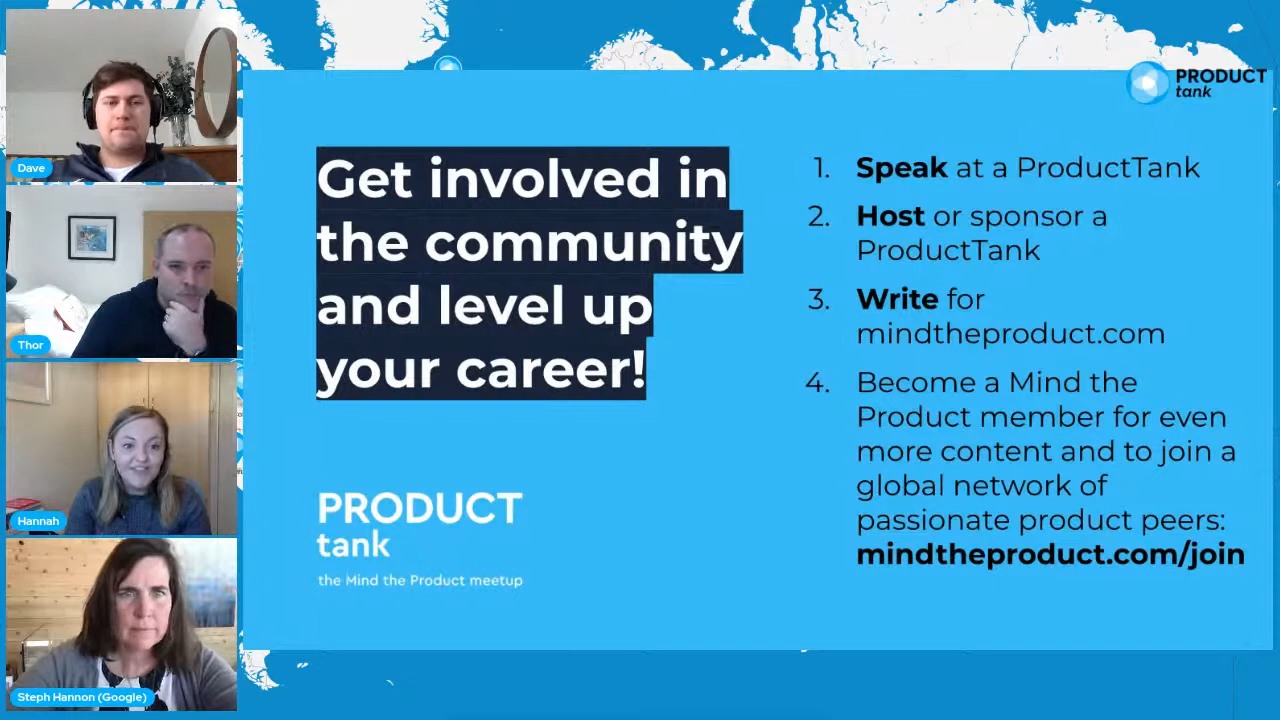 Dave
Thor
Hannah
Steph Hannon (Google)
PRODUCT
tank
Get involved in
the community
and level up
your career!
1. Speak at a ProductTank
2. Host or sponsor a
ProductTank
3. Write for
mindtheproduct.com
4. Become a Mind the
Product member for even
more content and to join a
global network of
passionate product peers:
mindtheproduct.com/join
PRODUCT
tank
the Mind the Product meetup